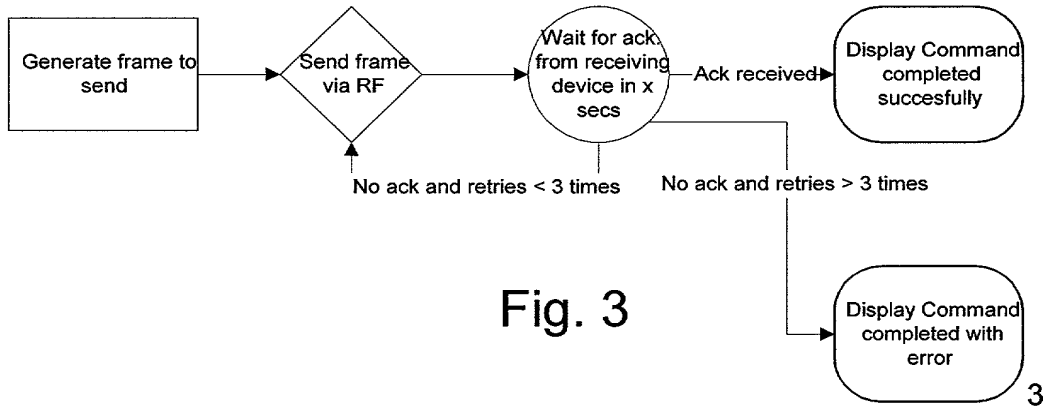 Generate frame to
send
Send frame
via RF
Wait for ack.
from receiving
device in x
secs
Ack received
Display Command
completed
succesfully
No ack and retries < 3 times
No ack and retries > 3 times
Display Command
completed with
error
Fig. 3
3